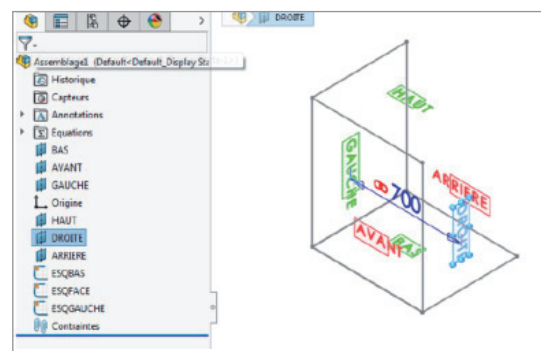 DROITE
Assemblage1 (Default<Default_Display Sta
Historique
Capteurs
Annotations
Equations
BAS
AVANT
GAUCHE
Origine
HAUT
DROITE
ARRIERE
ESQBAS
ESQFACE
ESQGAUCHE
Contraintes
HAUT
GAUCHE
700
ARRIERE
DROITE
AVANT
BAS